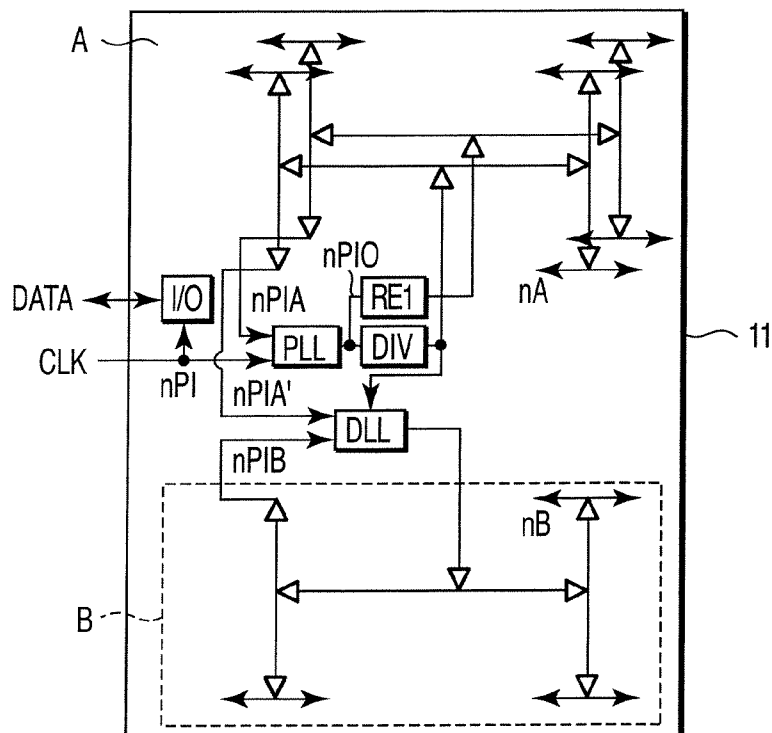 A
nPIO
DATA
I/O
nPIA
RE1
nA
11
CLK
PLL
DIV
nPI
nPIA'
DLL
nPIB
nB
B